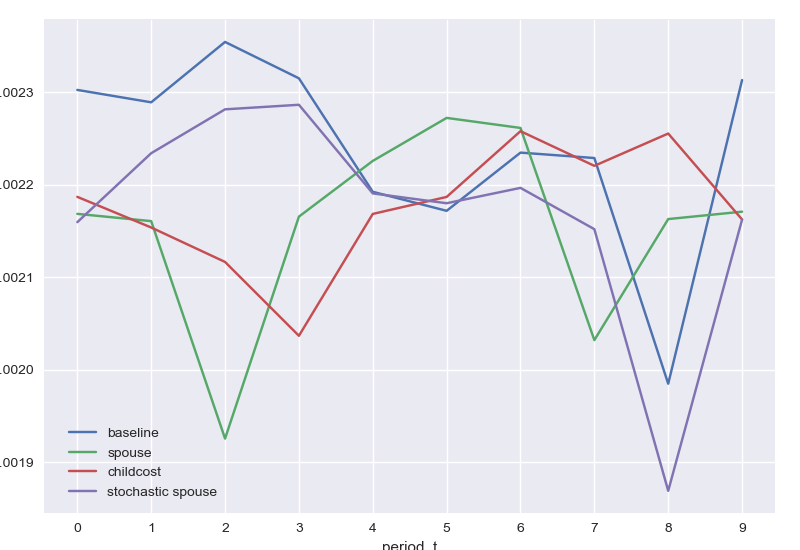 .0023
.0022
.0021
.0020
.0019
baseline
spouse
childcost
stochastic spouse
0 1 2 3 4 5 6 7 8 9
period_t